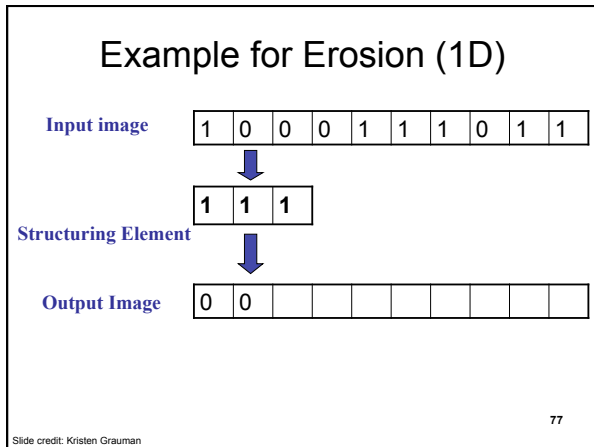 Example for Erosion (1D)
Input image 1 0 0 0 1 1 1 0 1 1
1 1 1
Structuring Element
Output Image 0 0
77
Slide credit: Kristen Grauman